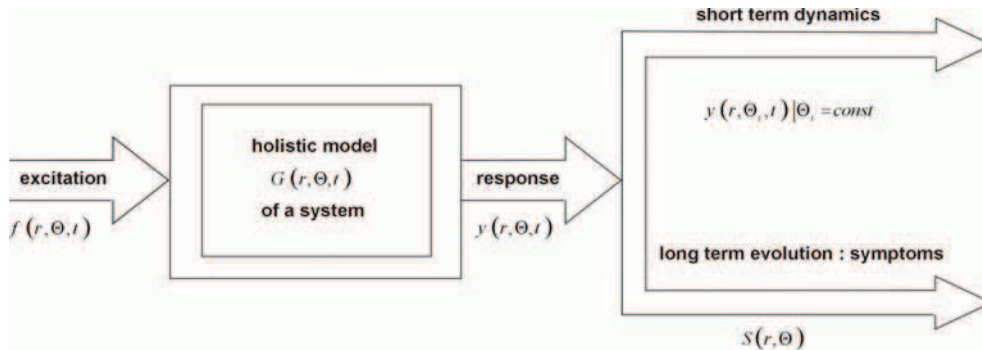 short term dynamics
y(r,Θ,,t)|Θ, =const
holistic model
G(r,Θ,t)
of a system
excitation
f(r,Θ,t)
response
y(r,Θ,t)
long term evolution : symptoms
S(r,Θ)